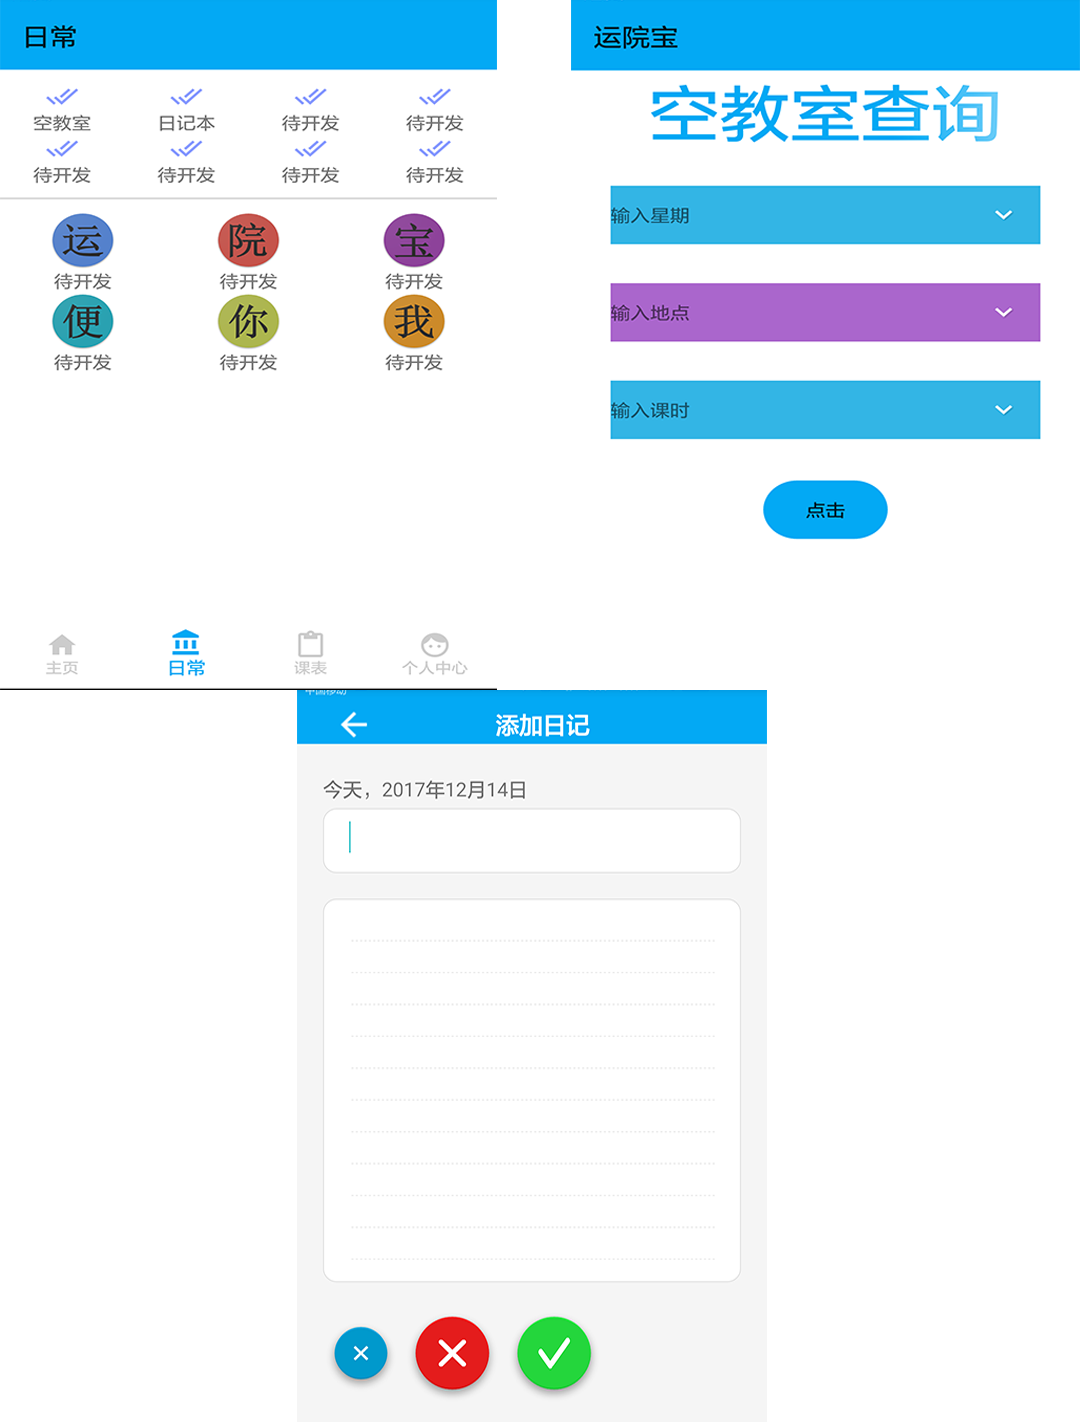 日常
空教室 日记本 待开发 待开发
待开发 待开发 待开发 待开发
运 院 宝
待开发 待开发 待开发
便 你 我
待开发 待开发 待开发
主页 日常 课表 个人中心
运院宝
空教室查询
输入星期
输入地点
输入课时
点击
中国移动
添加日记
今天，2017年12月14日